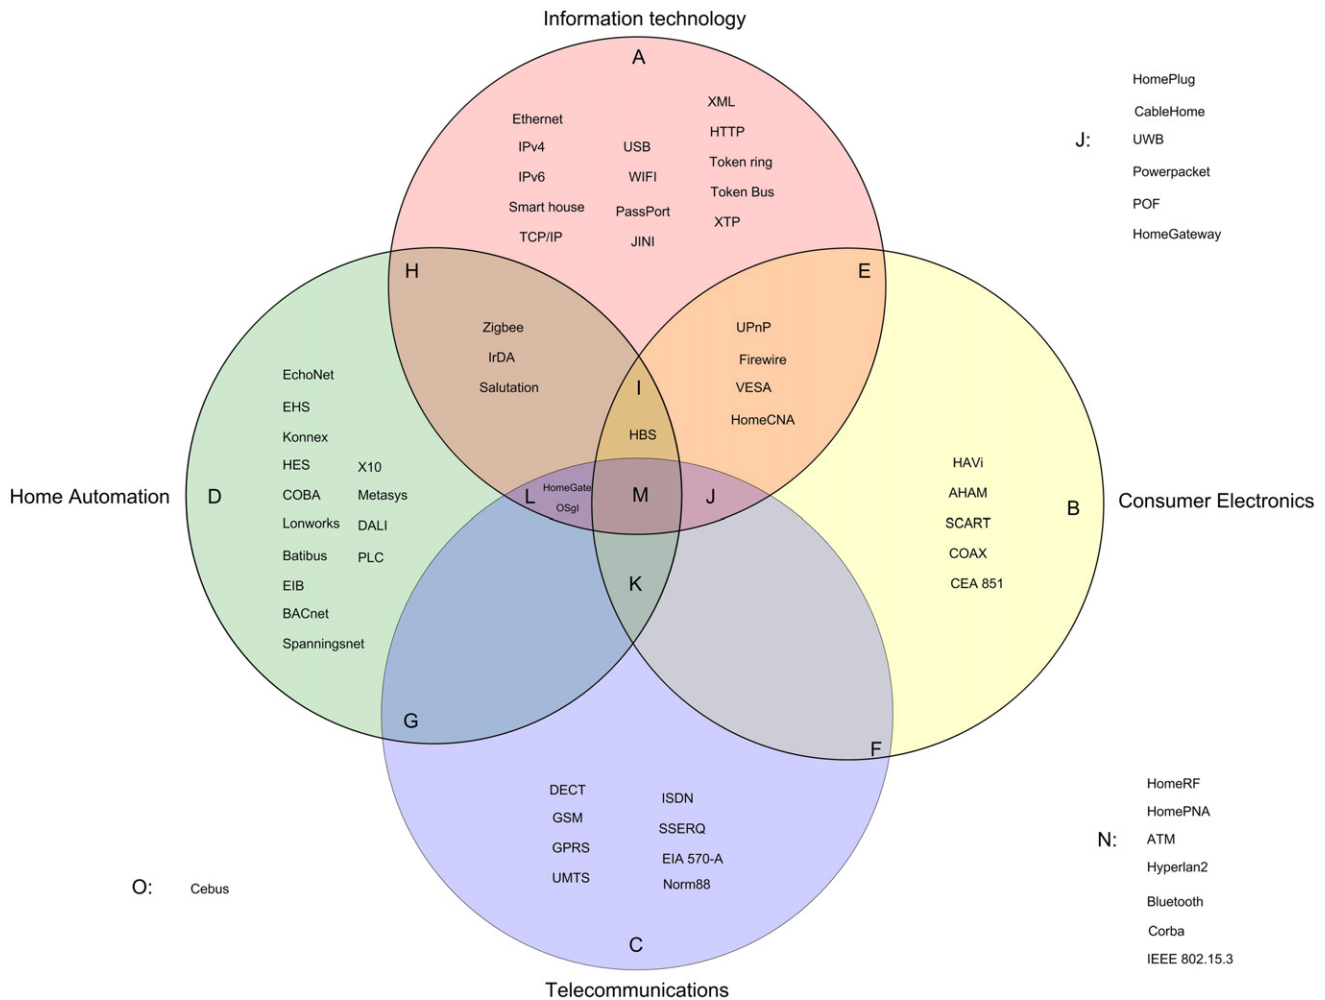 Information technology
A
Ethernet
IPv4
IPv6
Smart house
TCP/IP
USB
WIFI
PassPort
JINI
XML
HTTP
Token ring
Token Bus
XTP
J:
HomePlug
CableHome
UWB
Powerpacket
POF
HomeGateway
H
Zigbee
IrDA
Salutation
E
UPnP
Firewire
VESA
HomeCNA
I
HBS
Home Automation
D
EchoNet
EHS
Konnex
HES
COBA
Lonworks
Batibus
EIB
BACnet
Spanningsnet
X10
Metasys
DALI
PLC
L
HomeGate
OSgI
M
J
K
HAVi
AHAM
SCART
COAX
CEA 851
B
Consumer Electronics
G
F
DECT
GSM
GPRS
UMTS
ISDN
SSERQ
EIA 570-A
Norm88
C
Telecommunications
O:
Cebus
N:
HomeRF
HomePNA
ATM
Hyperlan2
Bluetooth
Corba
IEEE 802.15.3